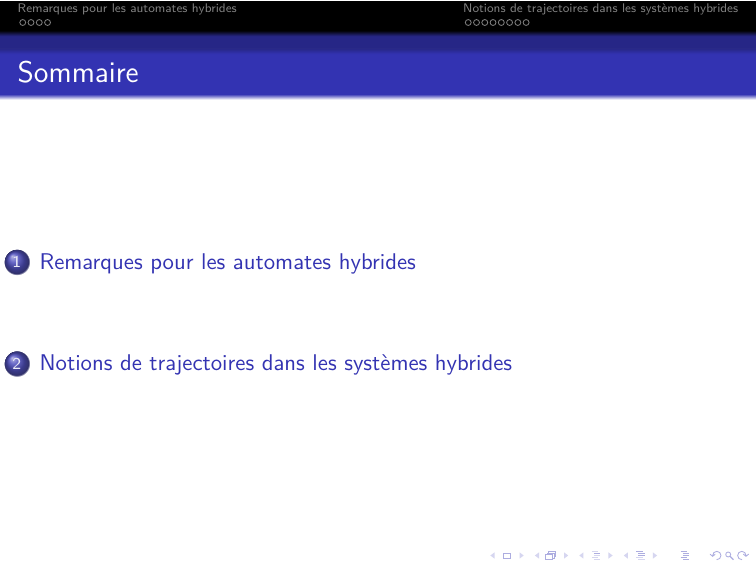 Remarques pour les automates hybrides
Notions de trajectoires dans les systèmes hybrides
Sommaire
1 Remarques pour les automates hybrides
2 Notions de trajectoires dans les systèmes hybrides